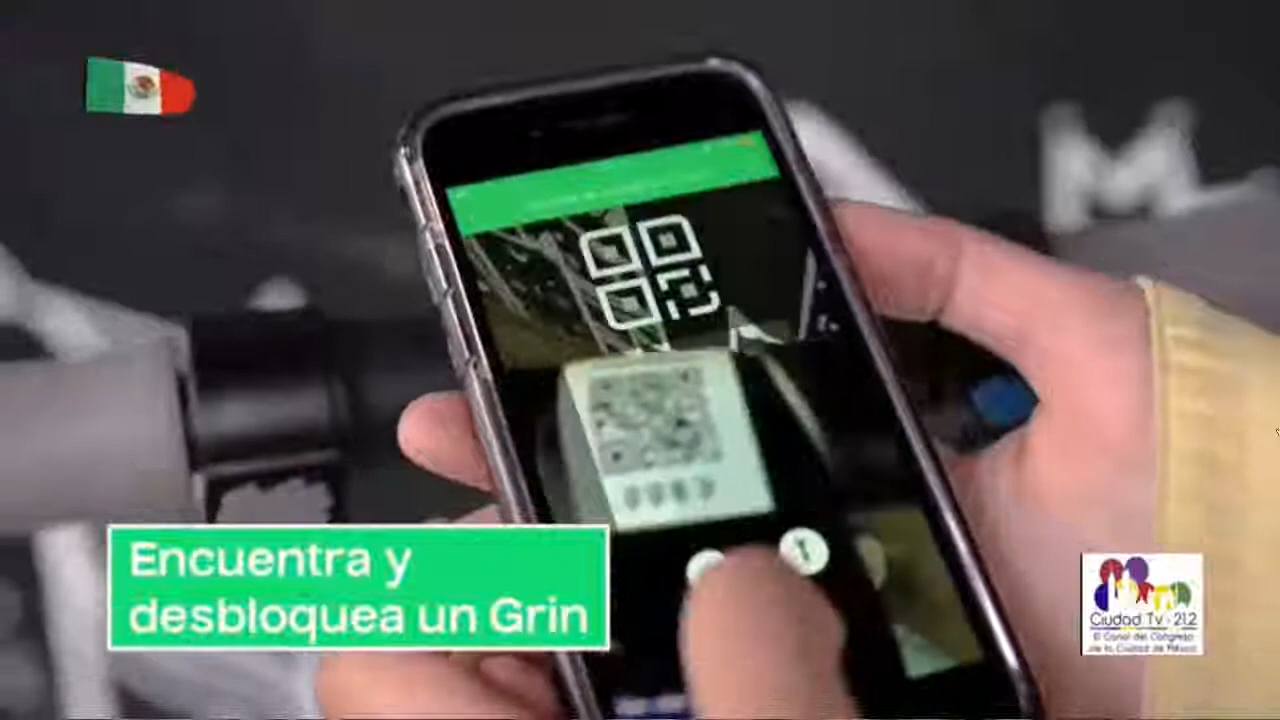 M
Encuentra y
desbloquea un Grin
Ciudad Tv · 21.2
El Canal del Congreso
de la Ciudad de México